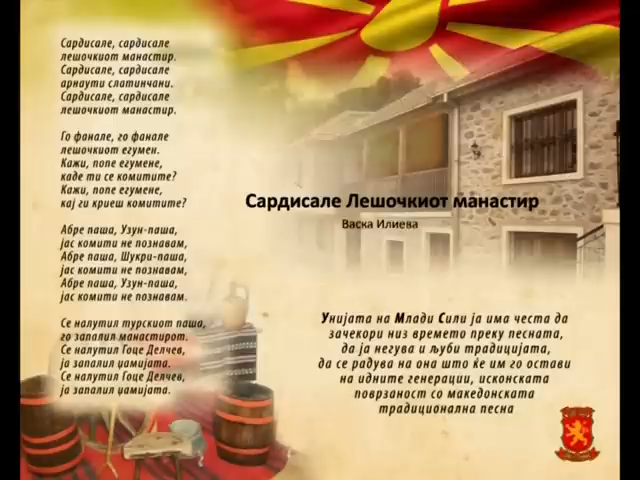 Сардисале, сардисале
лешочкиот манастир.
Сардисале, сардисале
арнаути слатинчани.
Сардисале, сардисале
лешочкиот манастир.
Го фанале, го фанале
лешочкиот егумен.
Кажи, попе егумене,
каде ти се комитите?
Кажи, попе егумене,
кај ги криеш комитите?
Абре паша, Узун-паша,
јас комити не познавам,
Абре паша, Шукри-паша,
јас комити не познавам,
Абре паша, Узун-паша,
јас комити не познавам.
Се налутил турскиот паша,
го запалил манастирот.
Се налутил Гоце Делчев,
ја запалил џамијата.
Се налутил Гоце Делчев,
ја запалил џамијата.
Сардисале Лешочкиот манастир
Васка Илиева
Унијата на Млади Сили ја има честа да
зачекори низ времето преку песната,
да ја негува и љуби традицијата,
да се радува на она што ќе им го остави
на идните генерации, исконската
поврзаност со македонската
традиционална песна